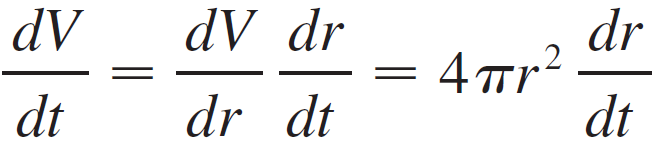 dV/dt = dV/dr dr/dt = 4πr² dr/dt